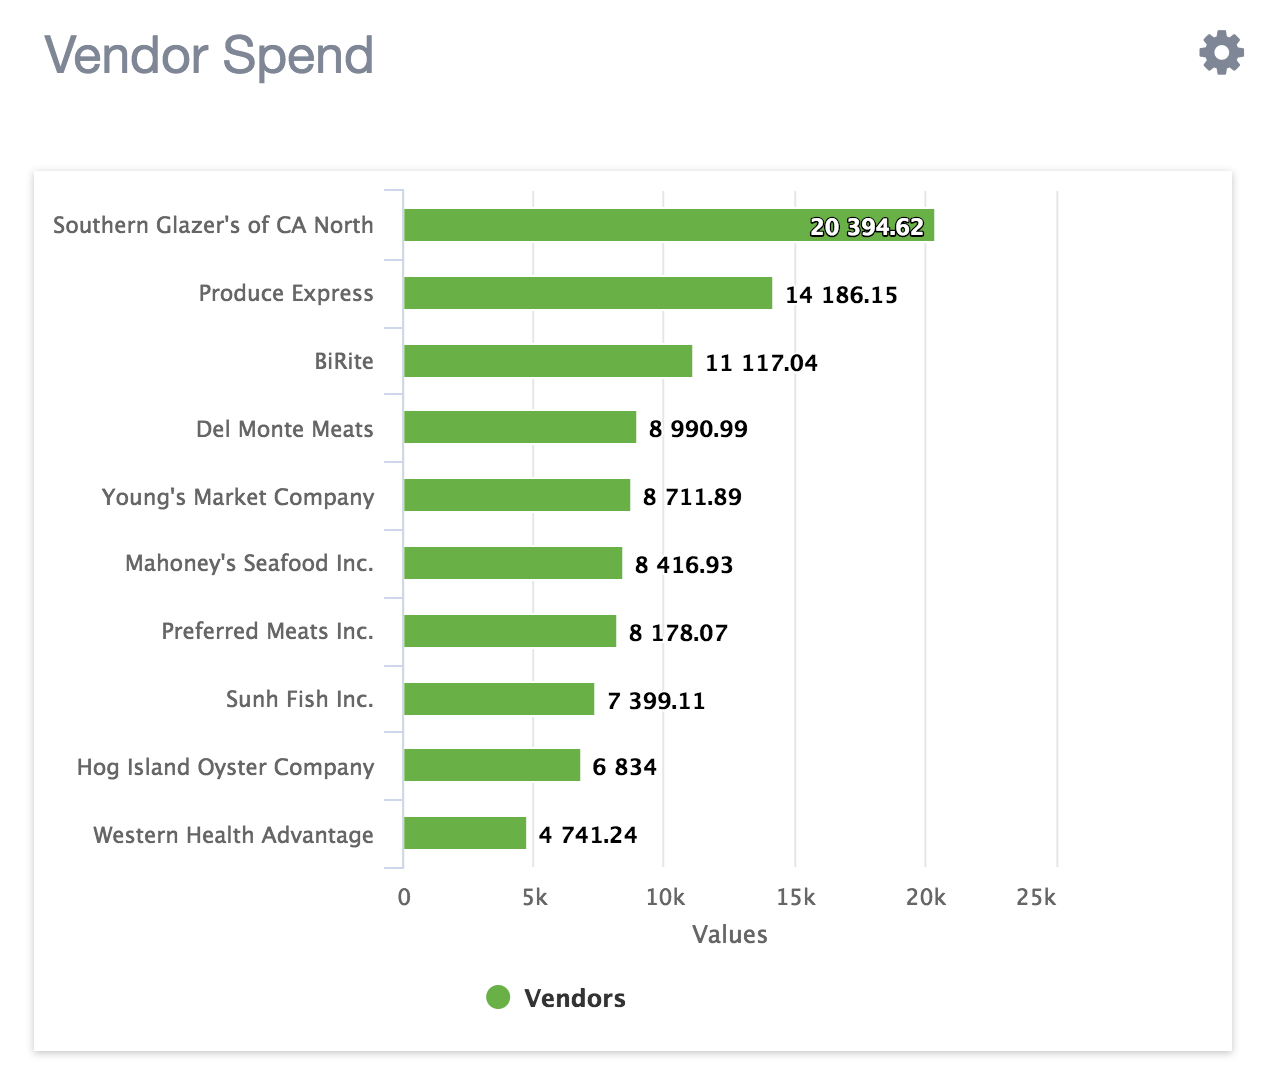 Vendor Spend
Southern Glazer's of CA North
20 394.62
Produce Express
14 186.15
BiRite
11 117.04
Del Monte Meats
8 990.99
Young's Market Company
8 711.89
Mahoney's Seafood Inc.
8 416.93
Preferred Meats Inc.
8 178.07
Sunh Fish Inc.
7 399.11
Hog Island Oyster Company
6 834
Western Health Advantage
4 741.24
0 5k 10k 15k 20k 25k
Values
Vendors